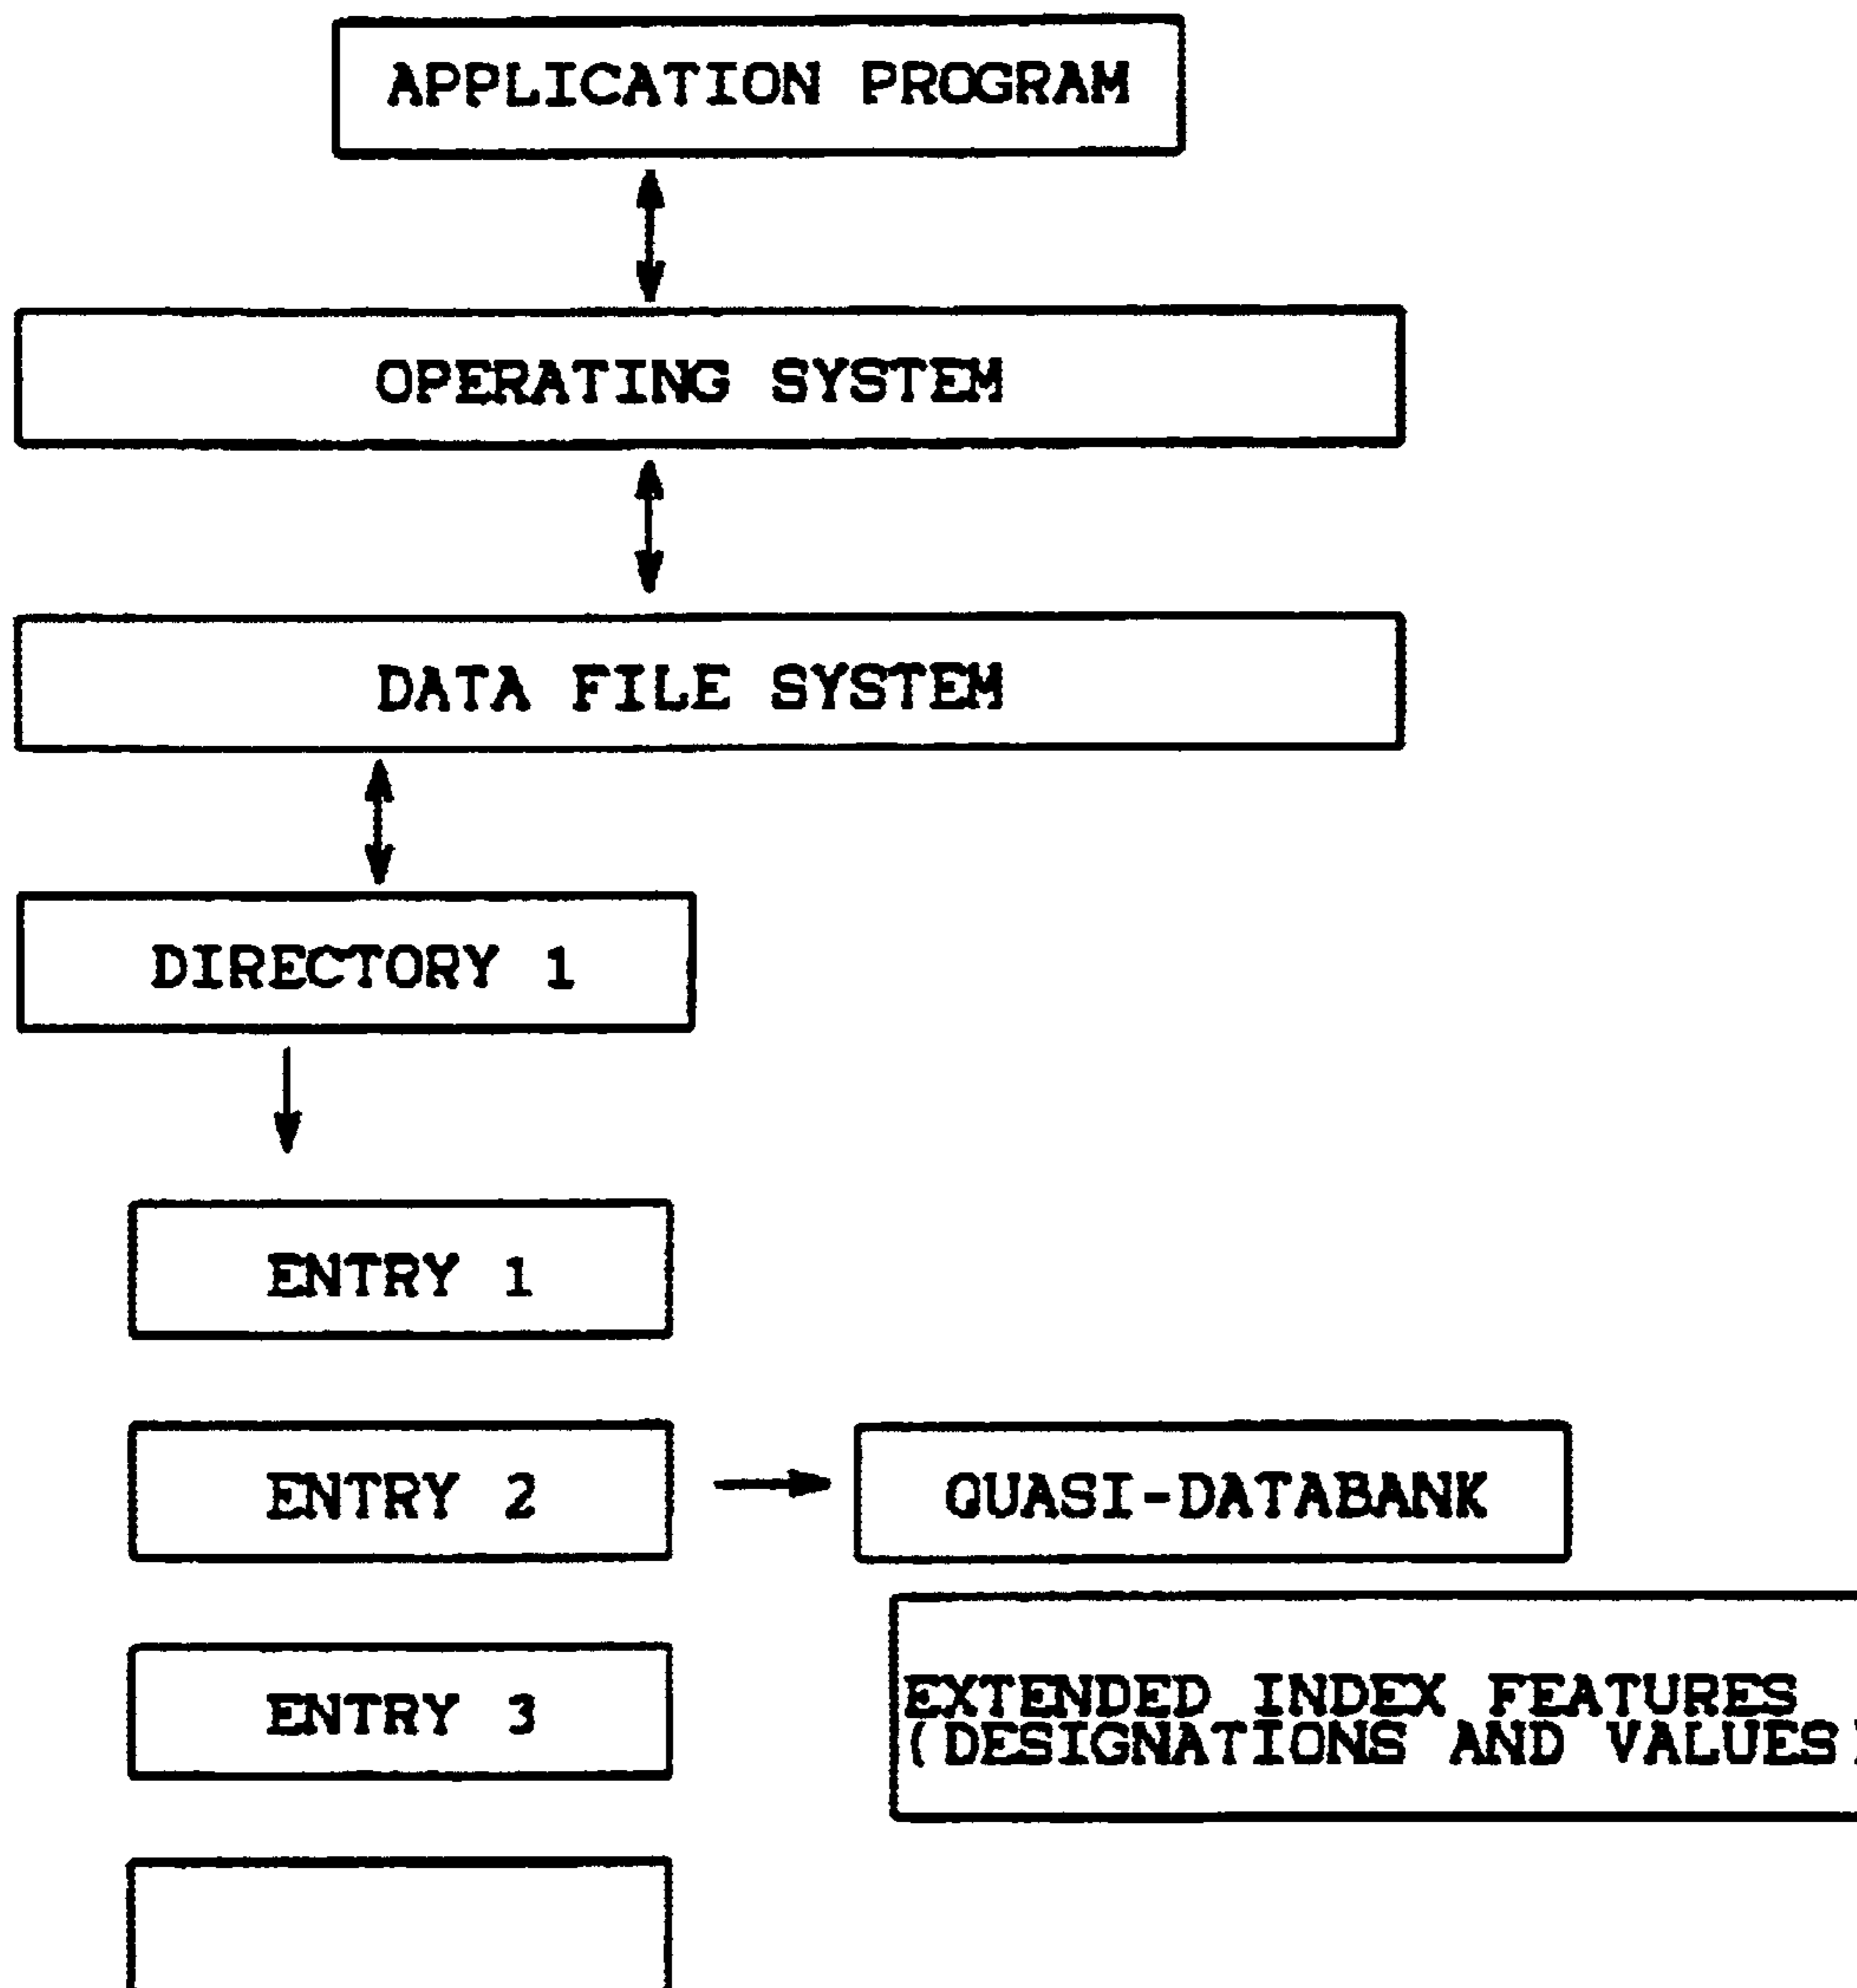 APPLICATION PROGRAM
OPERATING SYSTEM
DATA FILE SYSTEM
DIRECTORY 1
ENTRY 1
ENTRY 2
QUASI-DATABANK
ENTRY 3
EXTENDED INDEX FEATURES
(DESIGNATIONS AND VALUES)